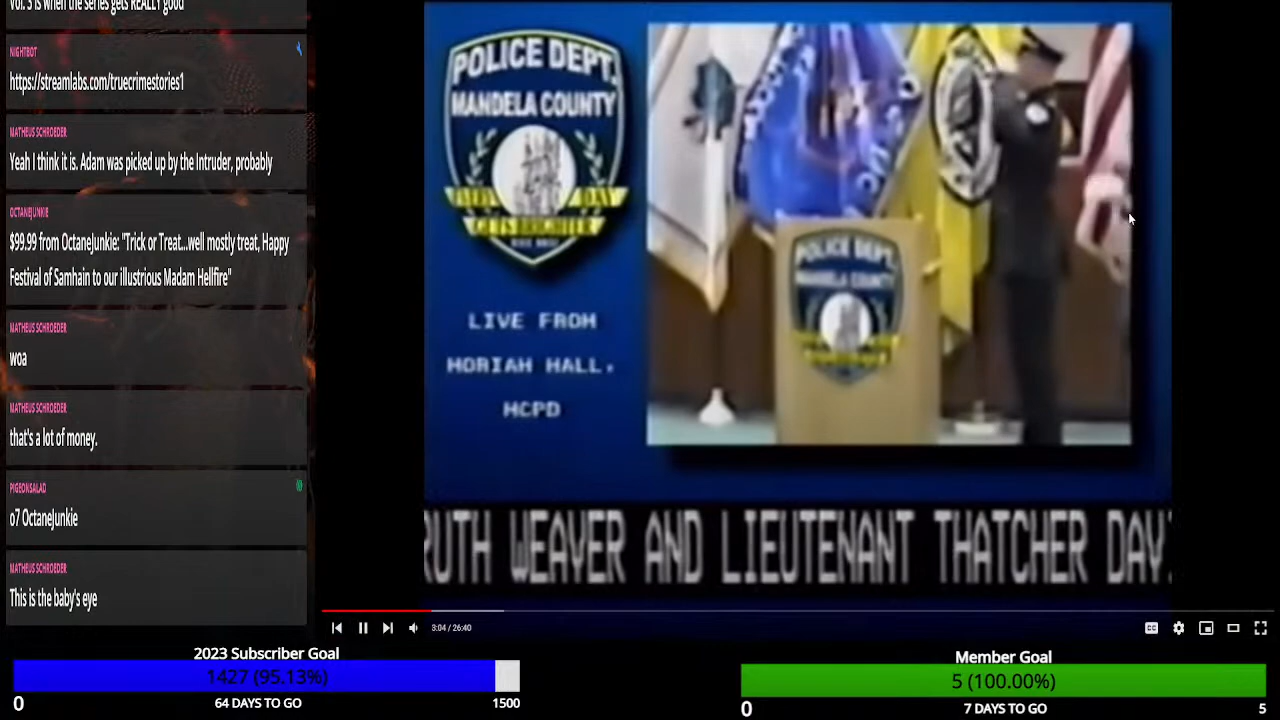 Vol. 3 is when the series gets REALLY good
NIGHTBOT
https://streamlabs.com/truecrimestories1
MATHEUS SCHROEDER
Yeah I think it is. Adam was picked up by the Intruder, probably
OCTANEJUNKIE
$99.99 from OctaneJunkie: "Trick or Treat...well mostly treat, Happy
Festival of Samhain to our illustrious Madam Hellfire"
MATHEUS SCHROEDER
woa
MATHEUS SCHROEDER
that's a lot of money.
PIGEONSALAD
o7 OctaneJunkie
MATHEUS SCHROEDER
This is the baby's eye
POLICE DEPT.
MANDELA COUNTY
EVERY DAY
GETS BRIGHTER
LIVE FROM
MORIAH HALL,
MCPD
POLICE DEPT.
MANDELA COUNTY
RUTH WEAVER AND LIEUTENANT THATCHER DAV
3:04 / 26:40
CC
2023 Subscriber Goal
1427 (95.13%)
0
64 DAYS TO GO
1500
Member Goal
5 (100.00%)
0
7 DAYS TO GO
5